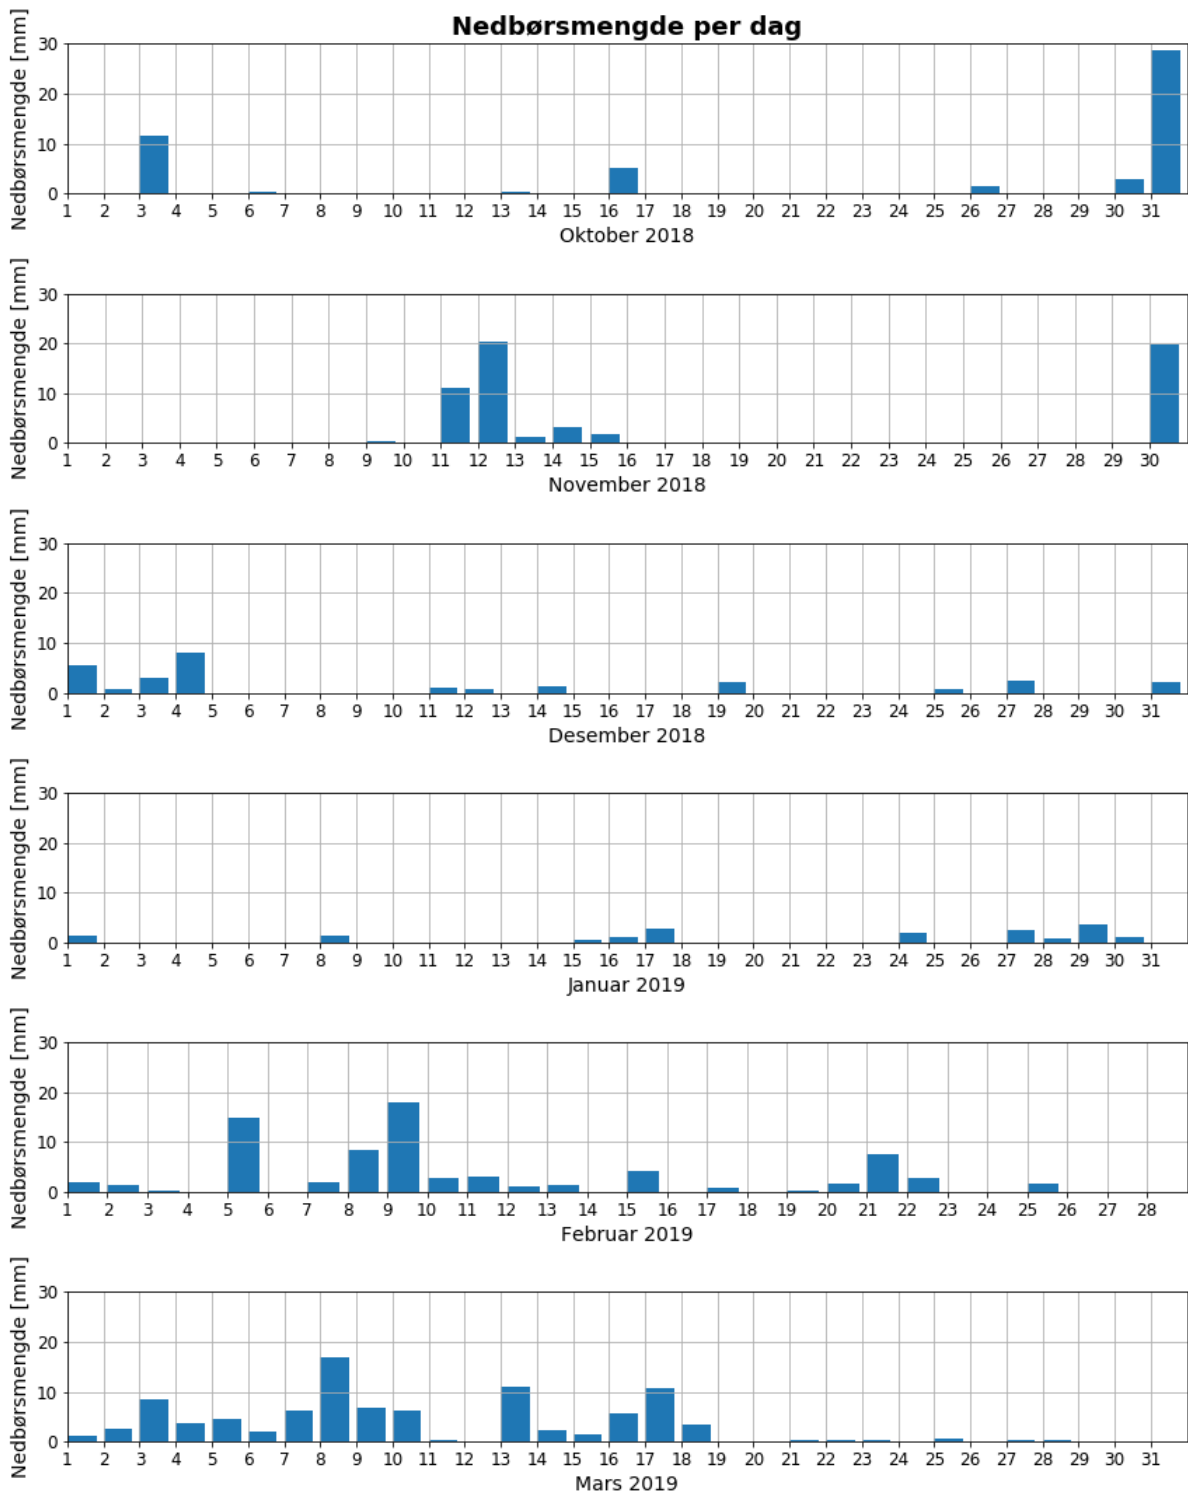 Nedbørsmengde per dag
Nedbørsmengde [mm]
30
20
10
0
1 2 3 4 5 6 7 8 9 10 11 12 13 14 15 16 17 18 19 20 21 22 23 24 25 26 27 28 29 30 31
Oktober 2018
Nedbørsmengde [mm]
30
20
10
0
1 2 3 4 5 6 7 8 9 10 11 12 13 14 15 16 17 18 19 20 21 22 23 24 25 26 27 28 29 30
November 2018
Nedbørsmengde [mm]
30
20
10
0
1 2 3 4 5 6 7 8 9 10 11 12 13 14 15 16 17 18 19 20 21 22 23 24 25 26 27 28 29 30 31
Desember 2018
Nedbørsmengde [mm]
30
20
10
0
1 2 3 4 5 6 7 8 9 10 11 12 13 14 15 16 17 18 19 20 21 22 23 24 25 26 27 28 29 30 31
Januar 2019
Nedbørsmengde [mm]
30
20
10
0
1 2 3 4 5 6 7 8 9 10 11 12 13 14 15 16 17 18 19 20 21 22 23 24 25 26 27 28
Februar 2019
Nedbørsmengde [mm]
30
20
10
0
1 2 3 4 5 6 7 8 9 10 11 12 13 14 15 16 17 18 19 20 21 22 23 24 25 26 27 28 29 30 31
Mars 2019